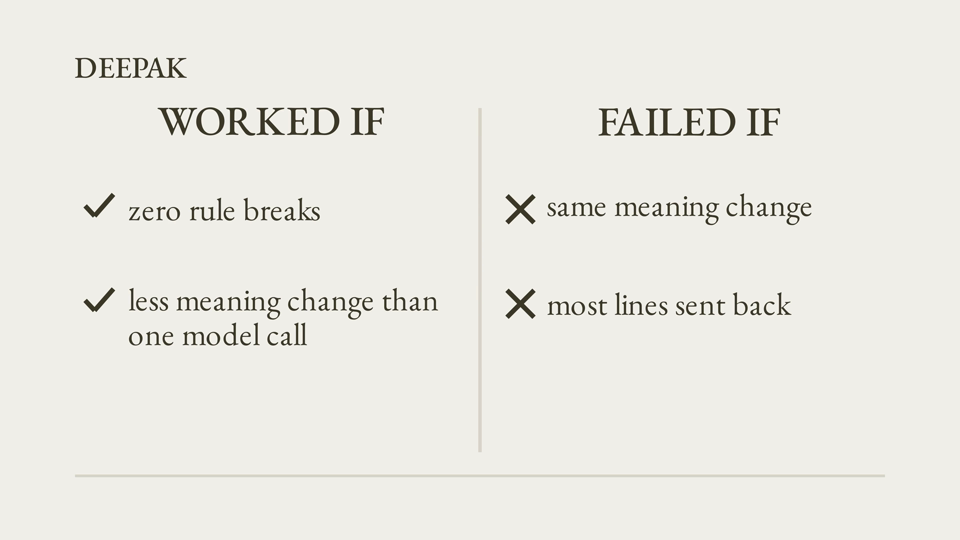 DEEPAK
WORKED IF
zero rule breaks
less meaning change than
one model call
FAILED IF
same meaning change
most lines sent back